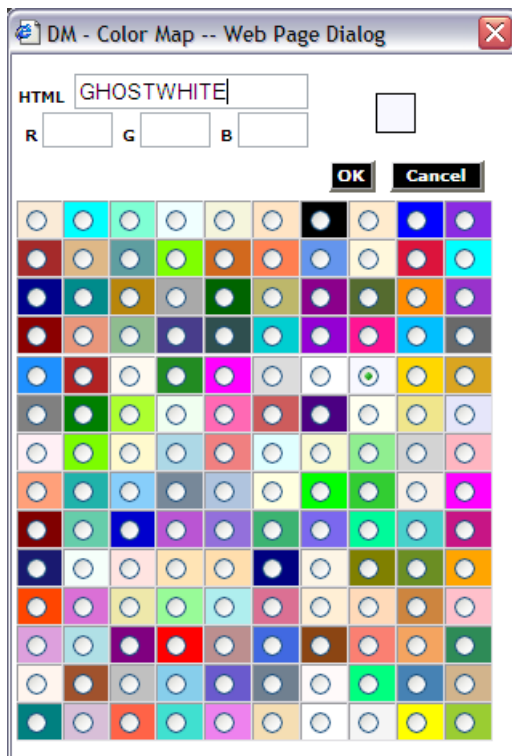 DM - Color Map -- Web Page Dialog
HTML GHOSTWHITE
R G B
OK Cancel